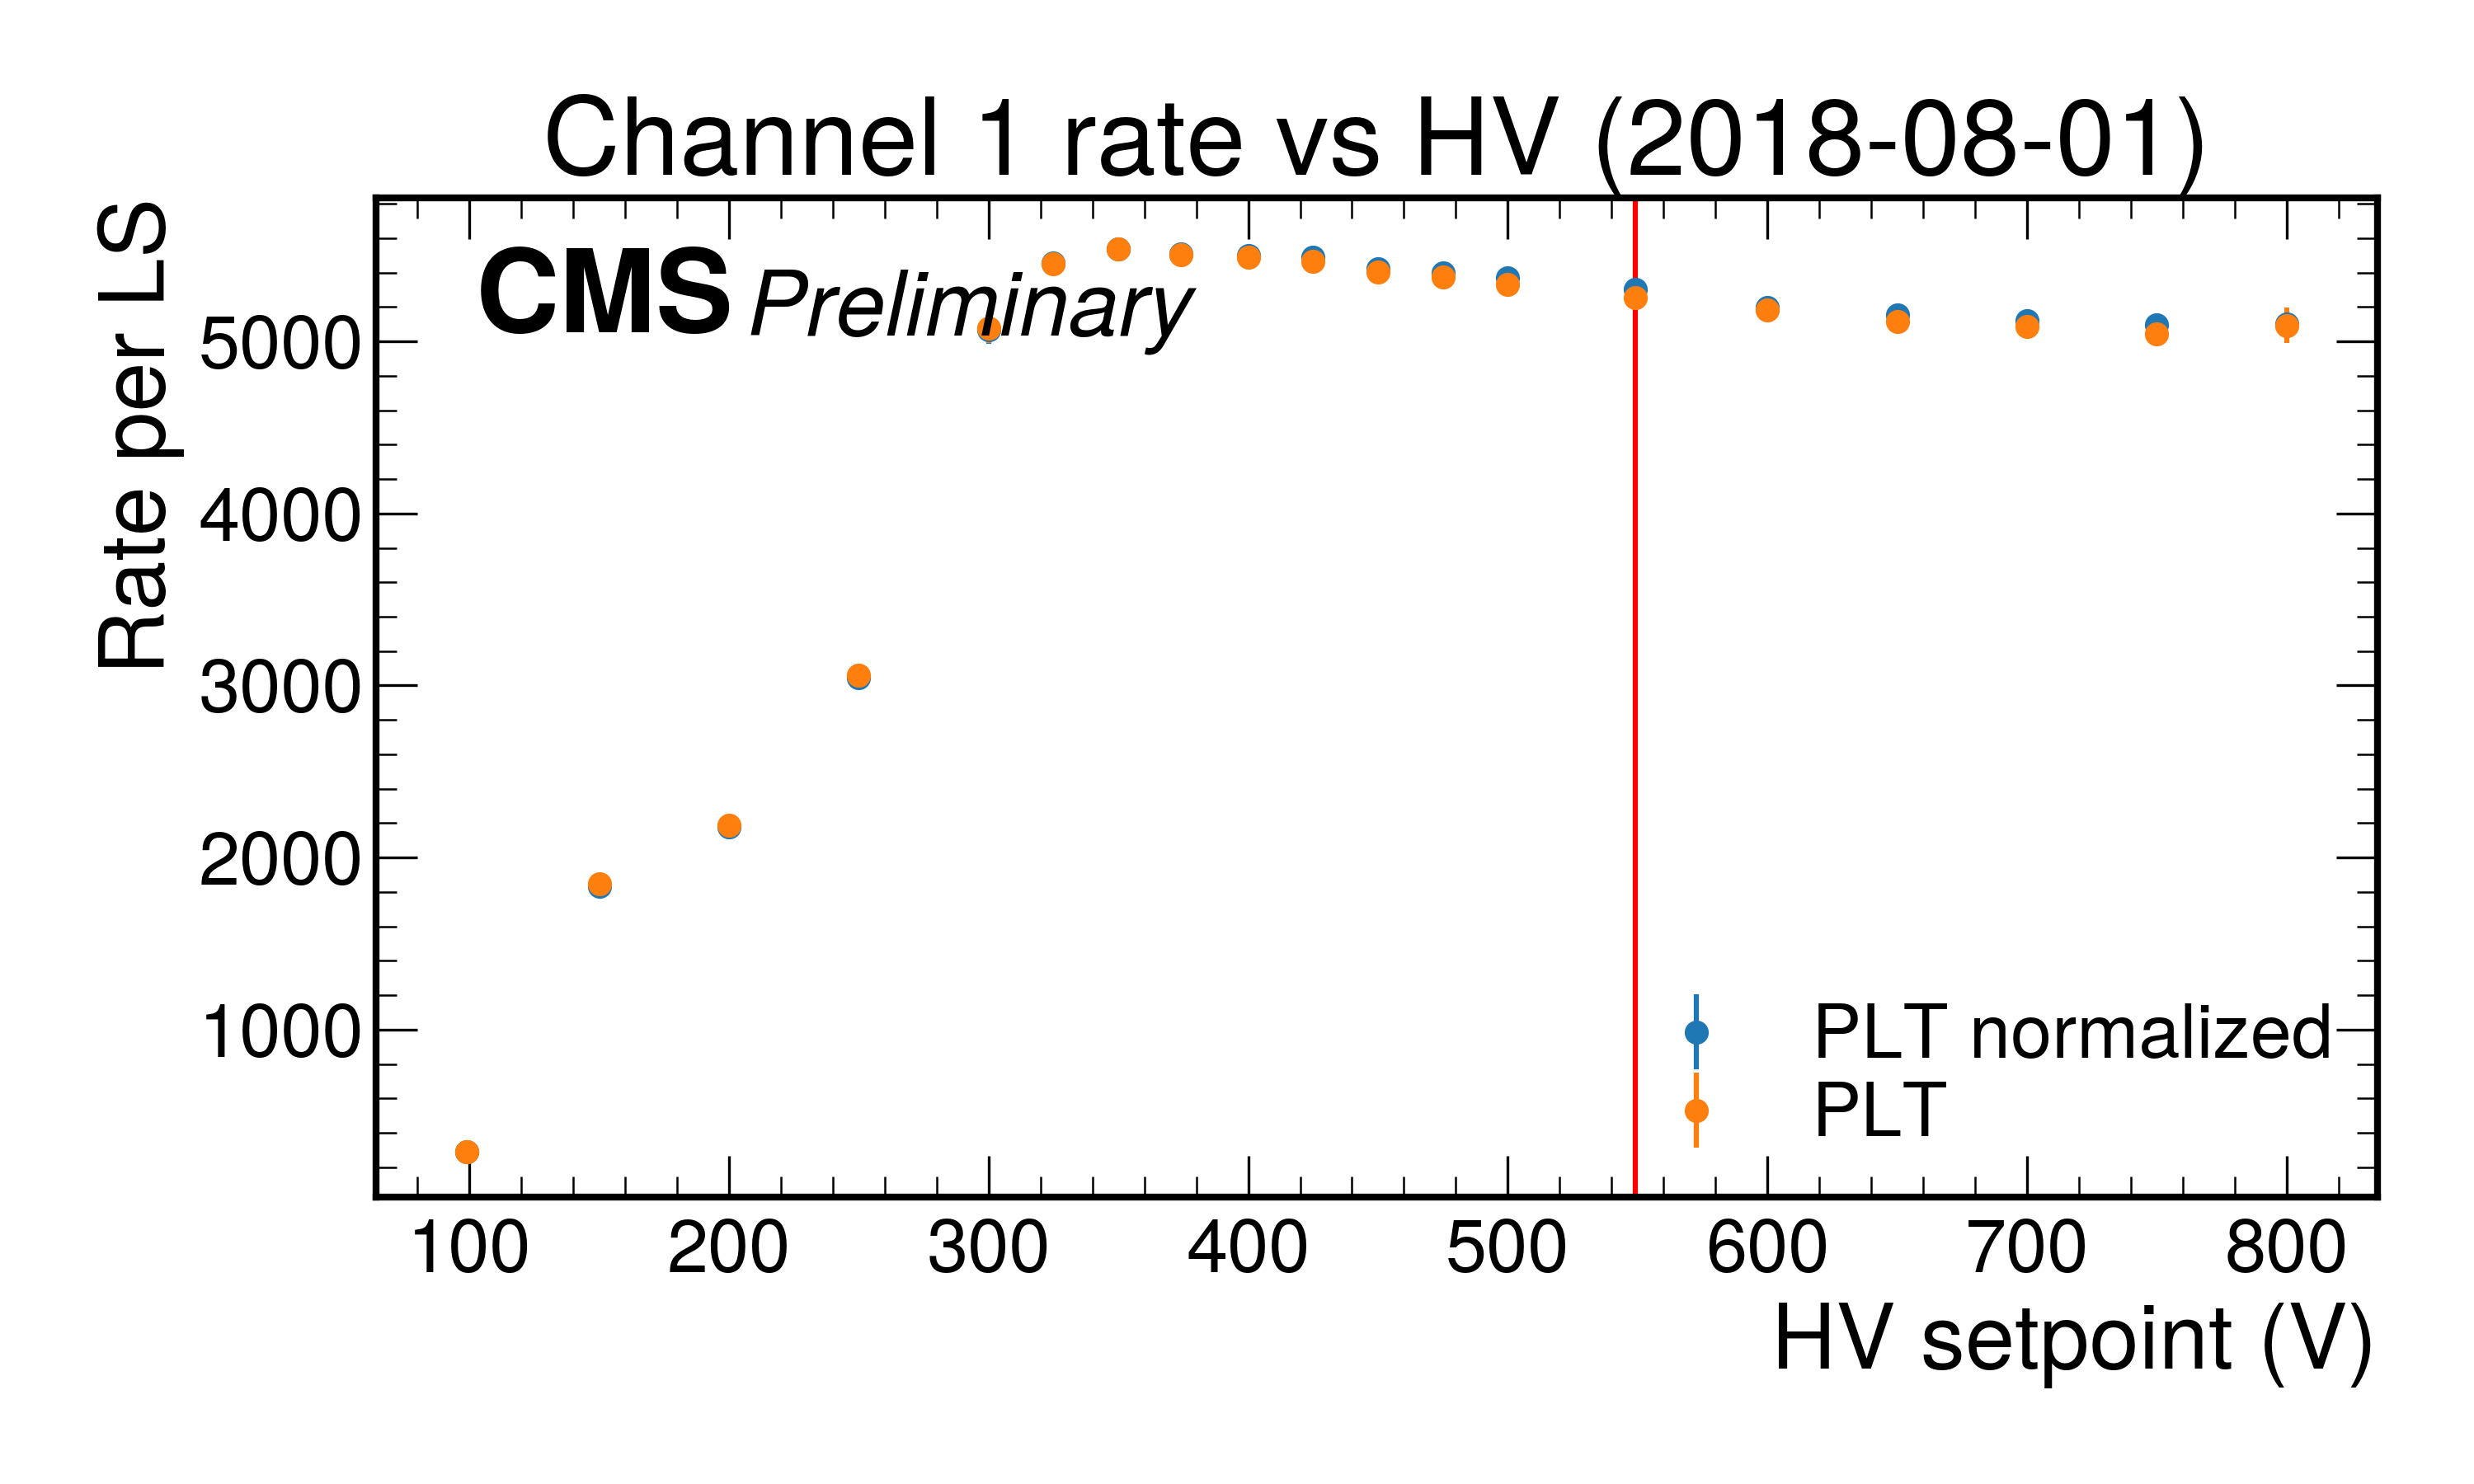 Channel 1 rate vs HV (2018-08-01)
CMS Preliminary
Rate per LS
5000
4000
3000
2000
1000
PLT normalized
PLT
100 200 300 400 500 600 700 800
HV setpoint (V)